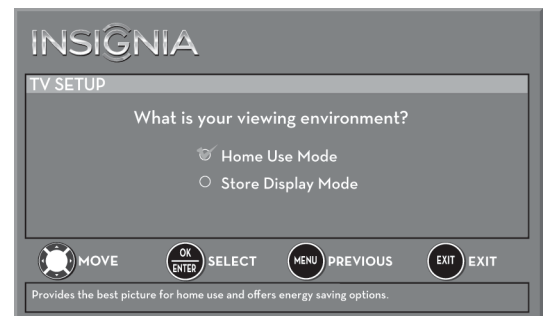 INSIGNIA
TV SETUP
What is your viewing environment?
Home Use Mode
Store Display Mode
MOVE
OK
ENTER
SELECT
MENU
PREVIOUS
EXIT
EXIT
Provides the best picture for home use and offers energy saving options.